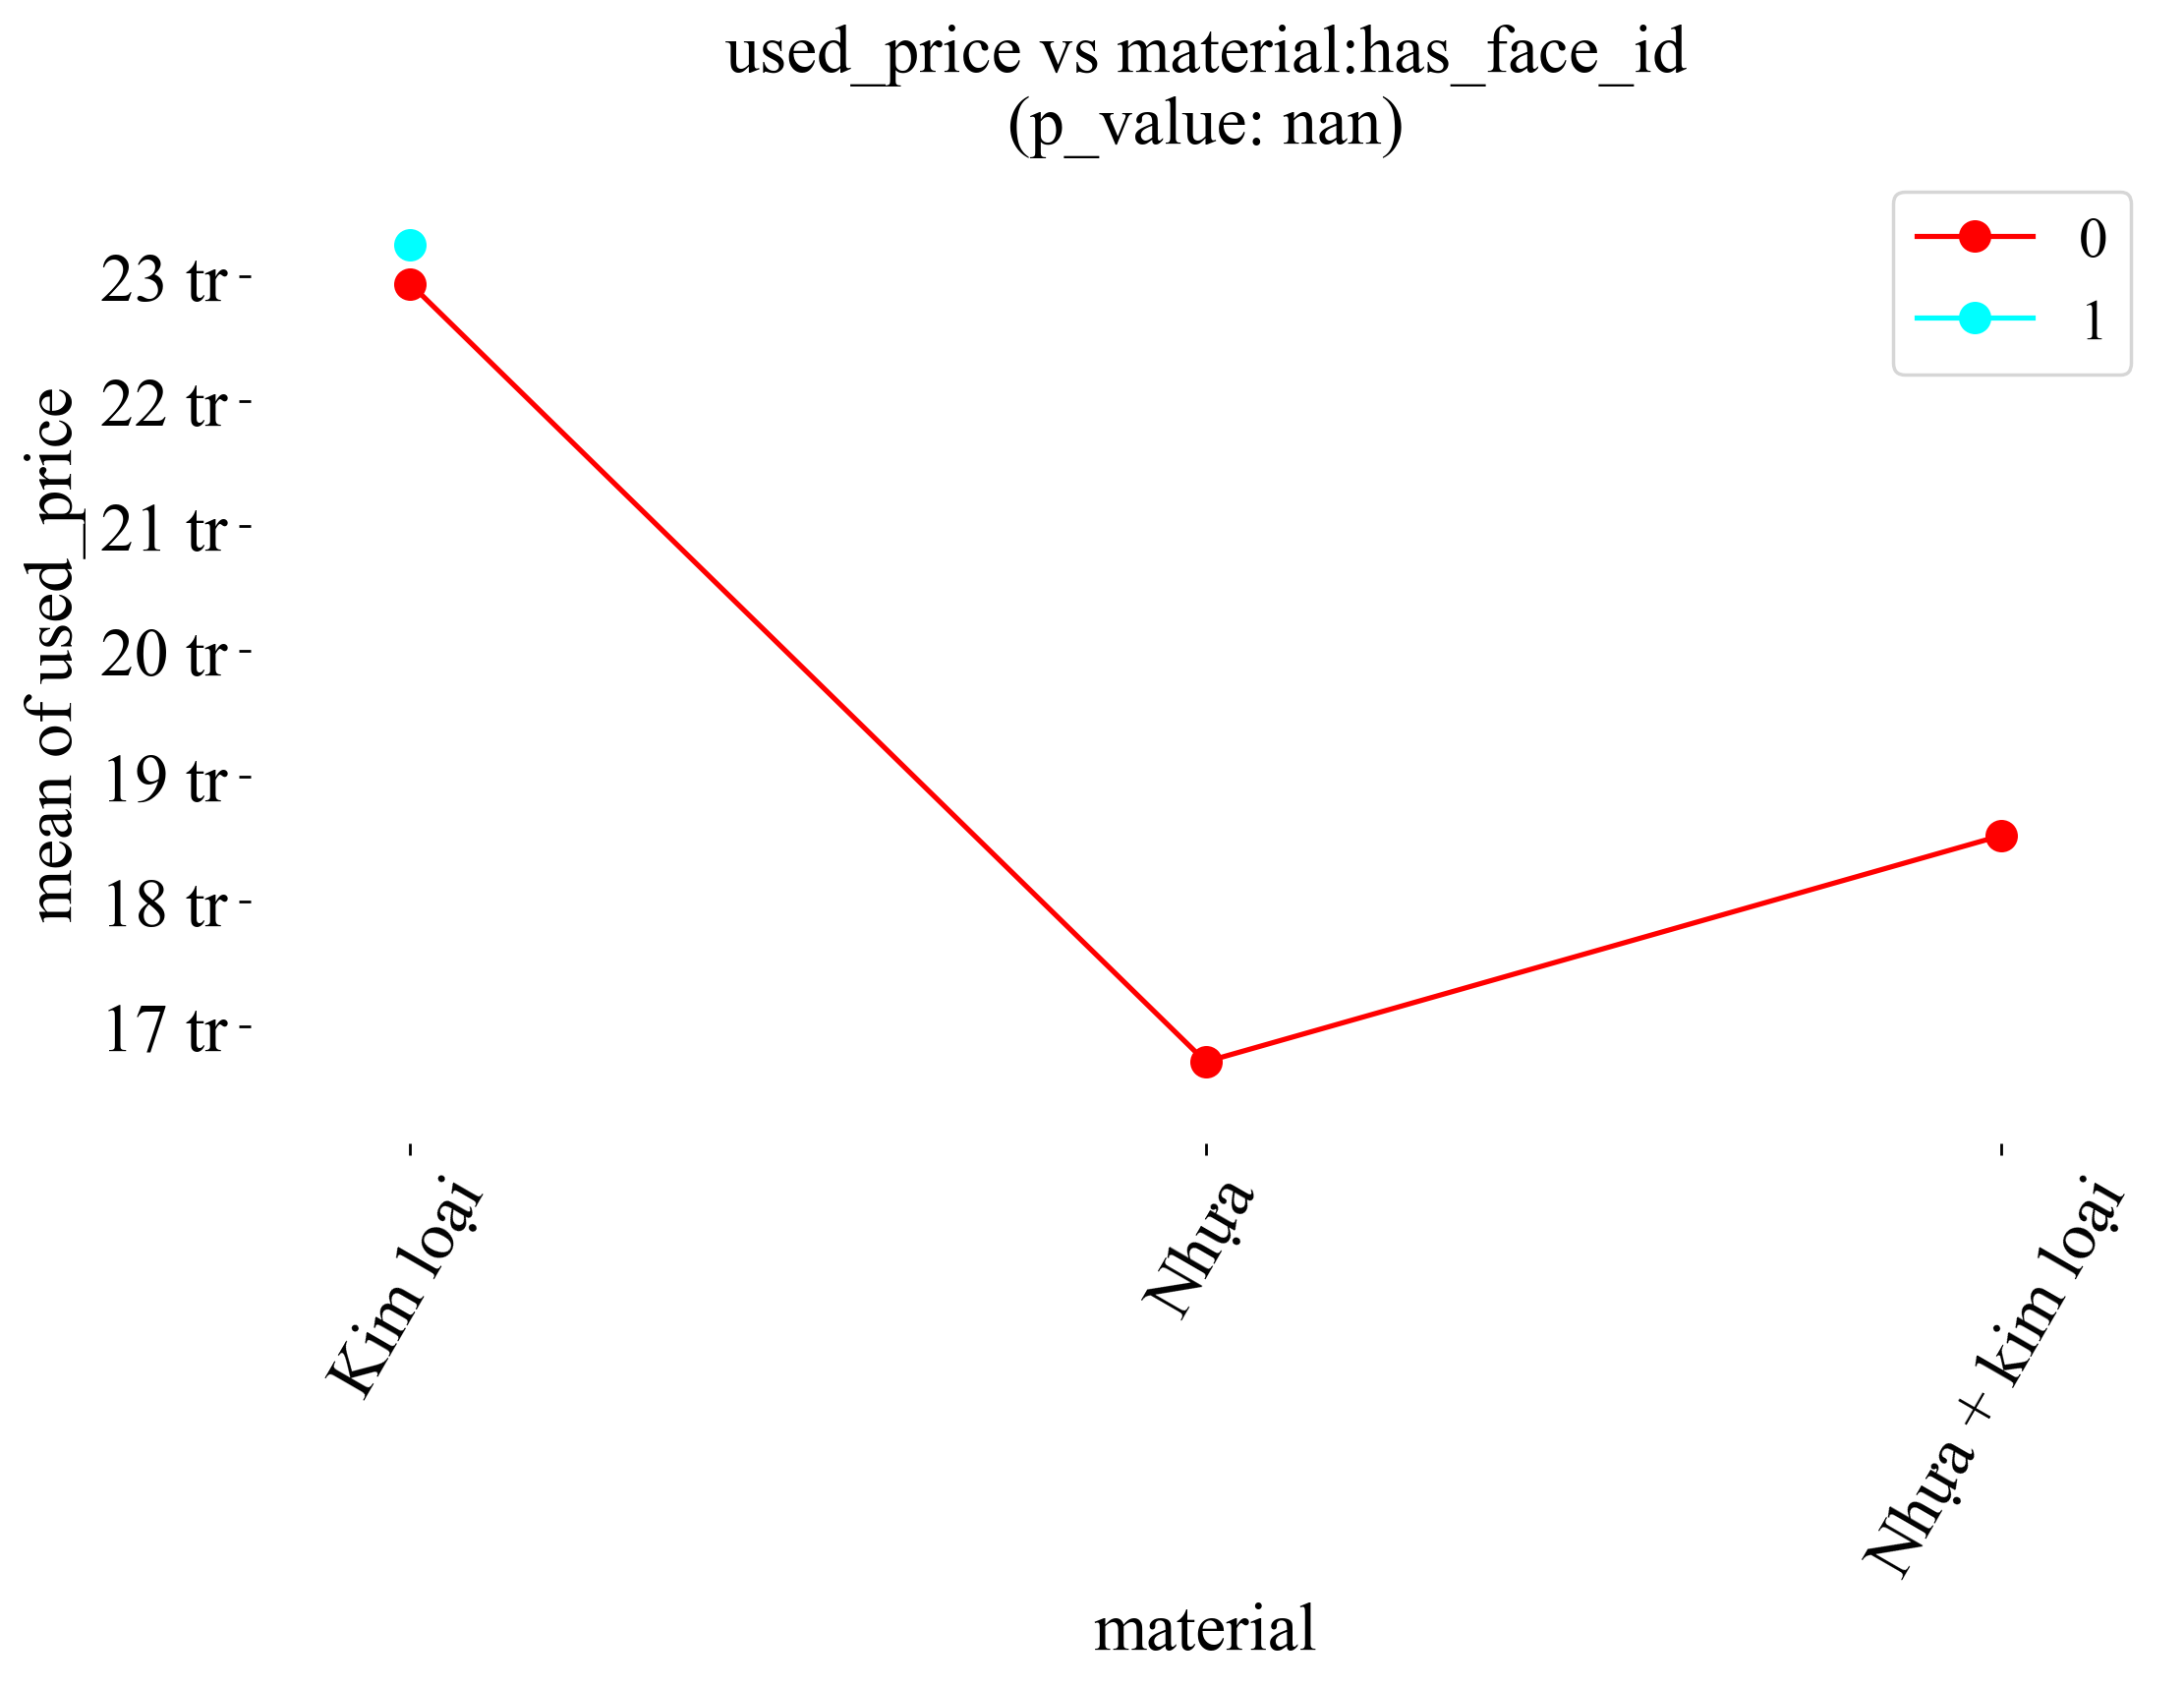 used_price vs material:has_face_id
(p_value: nan)
0
1
mean of used_price
23 tr
22 tr
21 tr
20 tr
19 tr
18 tr
17 tr
Kim loại
Nhựa
Nhựa + kim loại
material